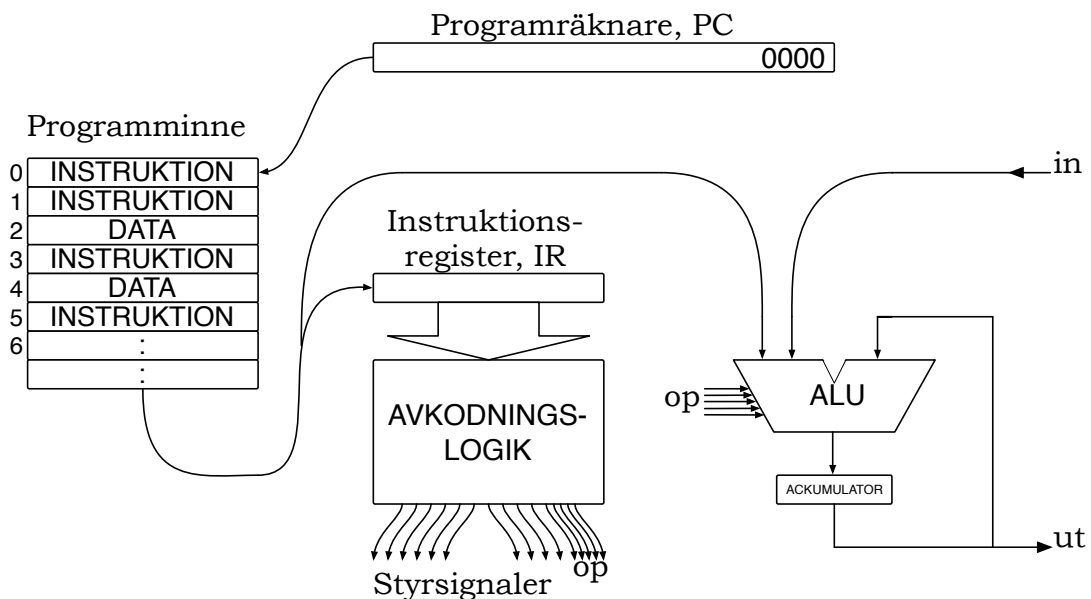 Programräknare, PC
0000
Programminne
0 INSTRUKTION
1 INSTRUKTION
2 DATA
3 INSTRUKTION
4 DATA
5 INSTRUKTION
6 :
:
in
Instruktions-
register, IR
AVKODNINGS-
LOGIK
op
ALU
ACKUMULATOR
ut
op
Styrsignaler